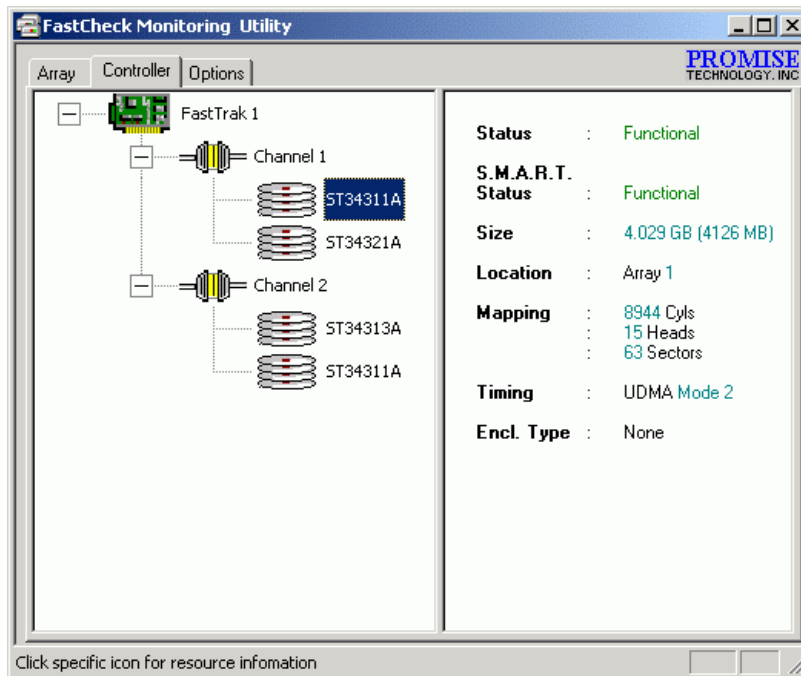 FastCheck Monitoring Utility
PROMISE
TECHNOLOGY, INC
Array Controller Options
FastTrak 1
Channel 1
ST34311A
ST34321A
Channel 2
ST34313A
ST34311A
Status : Functional
S.M.A.R.T.
Status : Functional
Size : 4.029 GB (4126 MB)
Location : Array 1
Mapping : 8944 Cyls
: 15 Heads
: 63 Sectors
Timing : UDMA Mode 2
Encl. Type : None
Click specific icon for resource infomation